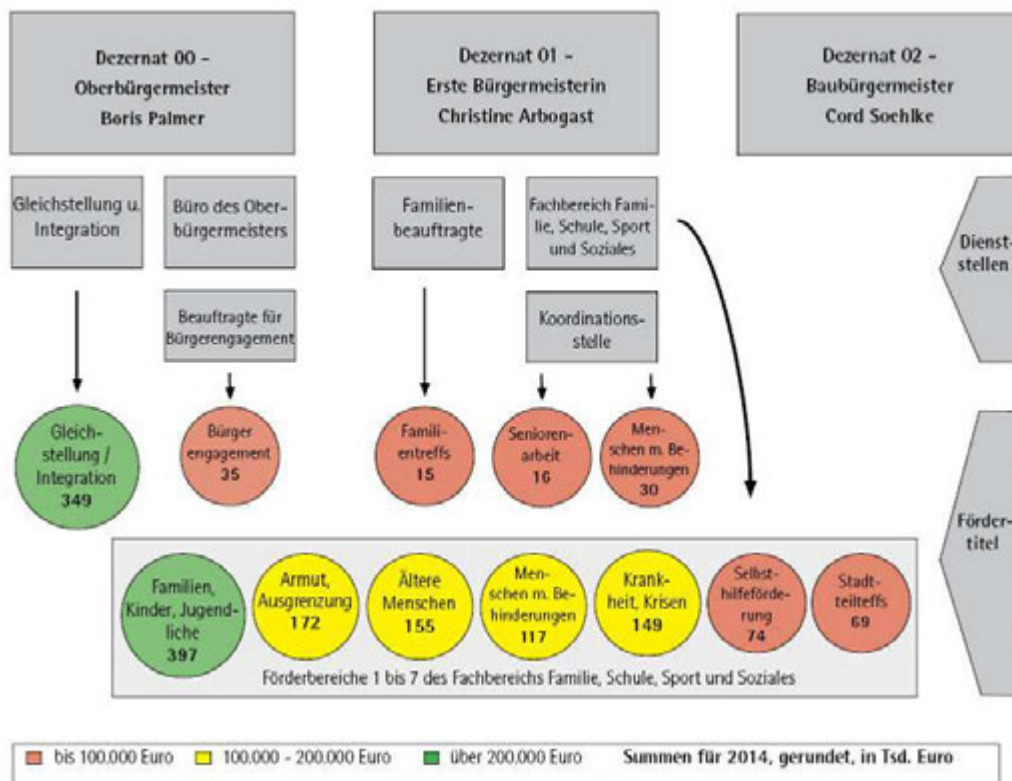 Dezernat 00 –
Oberbürgermeister
Boris Palmer
Dezernat 01 –
Erste Bürgermeisterin
Christine Arbogast
Dezernat 02 –
Baubürgermeister
Cord Soehlke
Gleichstellung u.
Integration
Büro des Ober-
bürgermeisters
Familien-
beauftragte
Fachbereich Fami-
lie, Schule, Sport
und Soziales
Dienst-
stellen
Beauftragte für
Bürgerengagement
Koordinations-
stelle
Gleich-
stellung /
Integration
349
Bürger
engagement
35
Famili-
entreffs
15
Senioren-
arbeit
16
Men-
schen m. Be-
hinderungen
30
Förder-
titel
Familien,
Kinder, Jugend-
liche
397
Armut,
Ausgrenzung
172
Ältere
Menschen
155
Men-
schen m. Be-
hinderungen
117
Krank-
heit, Krisen
149
Selbst-
hilfeförde-
rung
74
Stadt-
teilteffs
69
Förderbereiche 1 bis 7 des Fachbereichs Familie, Schule, Sport und Soziales
bis 100.000 Euro
100.000 - 200.000 Euro
über 200.000 Euro
Summen für 2014, gerundet, in Tsd. Euro